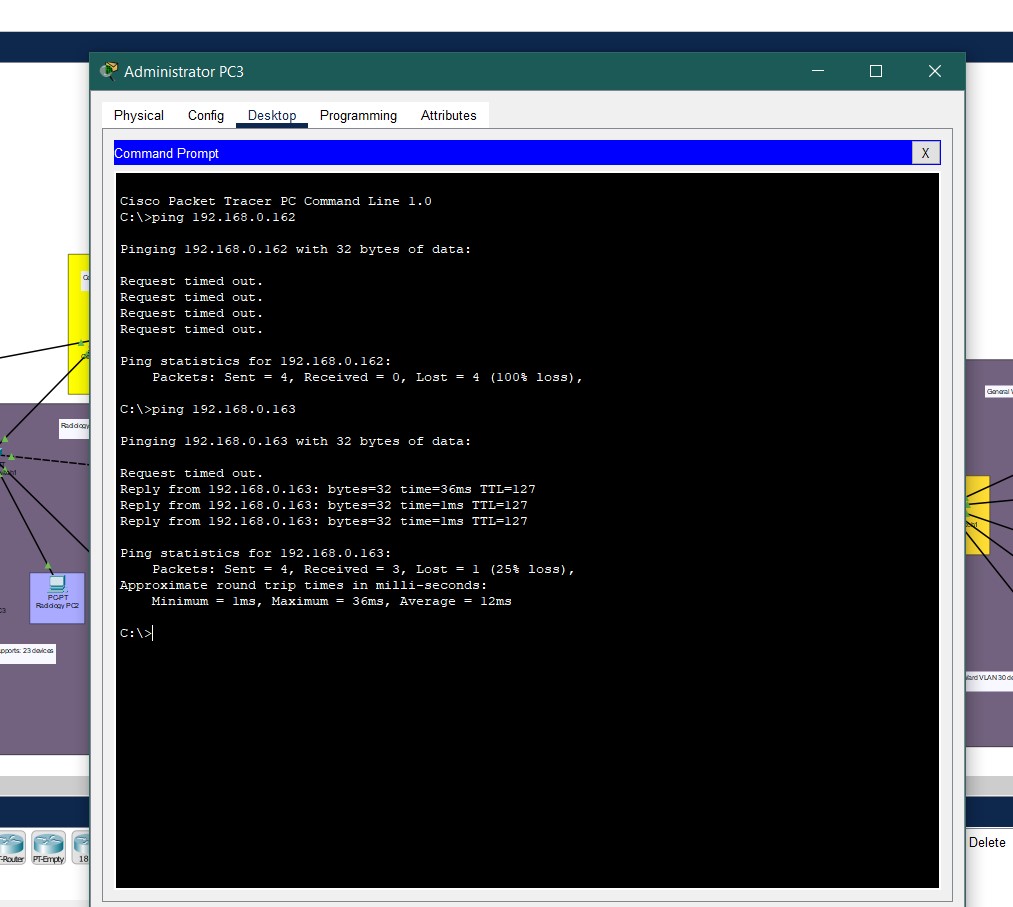 Administrator PC3
Physical
Config
Desktop
Programming
Attributes
Command Prompt
X
Cisco Packet Tracer PC Command Line 1.0
C:\>ping 192.168.0.162
Pinging 192.168.0.162 with 32 bytes of data:
Request timed out.
Request timed out.
Request timed out.
Request timed out.
Ping statistics for 192.168.0.162:
Packets: Sent = 4, Received = 0, Lost = 4 (100% loss),
C:\>ping 192.168.0.163
Pinging 192.168.0.163 with 32 bytes of data:
Request timed out.
Reply from 192.168.0.163: bytes=32 time=36ms TTL=127
Reply from 192.168.0.163: bytes=32 time=1ms TTL=127
Reply from 192.168.0.163: bytes=32 time=1ms TTL=127
Ping statistics for 192.168.0.163:
Packets: Sent = 4, Received = 3, Lost = 1 (25% loss),
Approximate round trip times in milli-seconds:
Minimum = 1ms, Maximum = 36ms, Average = 12ms
C:\>
Radiology
PC-PT
Radiology PC2
pports: 23 devices
General V
VLAN 30 de
-Router
PT-Empty
18
Delete